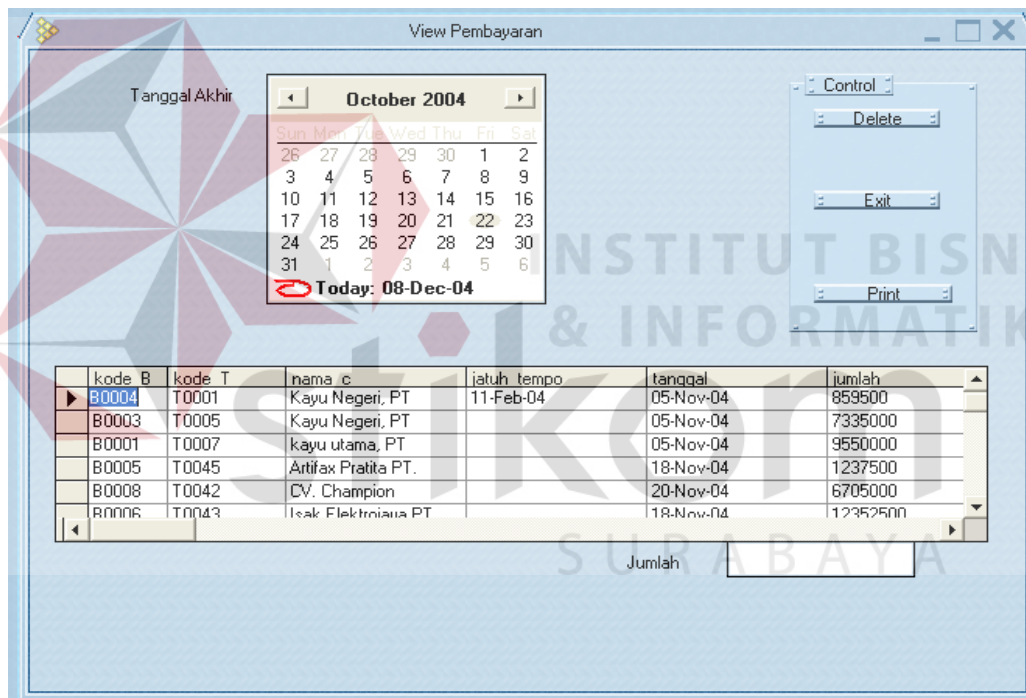 View Pembayaran
Tanggal Akhir
October 2004
Sun Mon Tue Wed Thu Fri Sat
26 27 28 29 30 1 2
3 4 5 6 7 8 9
10 11 12 13 14 15 16
17 18 19 20 21 22 23
24 25 26 27 28 29 30
31 1 2 3 4 5 6
Today: 08-Dec-04
Control
Delete
Exit
Print
INSTITUT BISN
& INFORMATIK
stikom
SURABAYA
kode_B kode_T nama_c jatuh_tempo tanggal jumlah
B0004 T0001 Kayu Negeri, PT 11-Feb-04 05-Nov-04 859500
B0003 T0005 Kayu Negeri, PT 05-Nov-04 7335000
B0001 T0007 kayu utama, PT 05-Nov-04 9550000
B0005 T0045 Artifax Pratita PT. 18-Nov-04 1237500
B0008 T0042 CV. Champion 20-Nov-04 6705000
B0006 T0043 Isak Elektrojaya PT 18-Nov-04 12352500
Jumlah